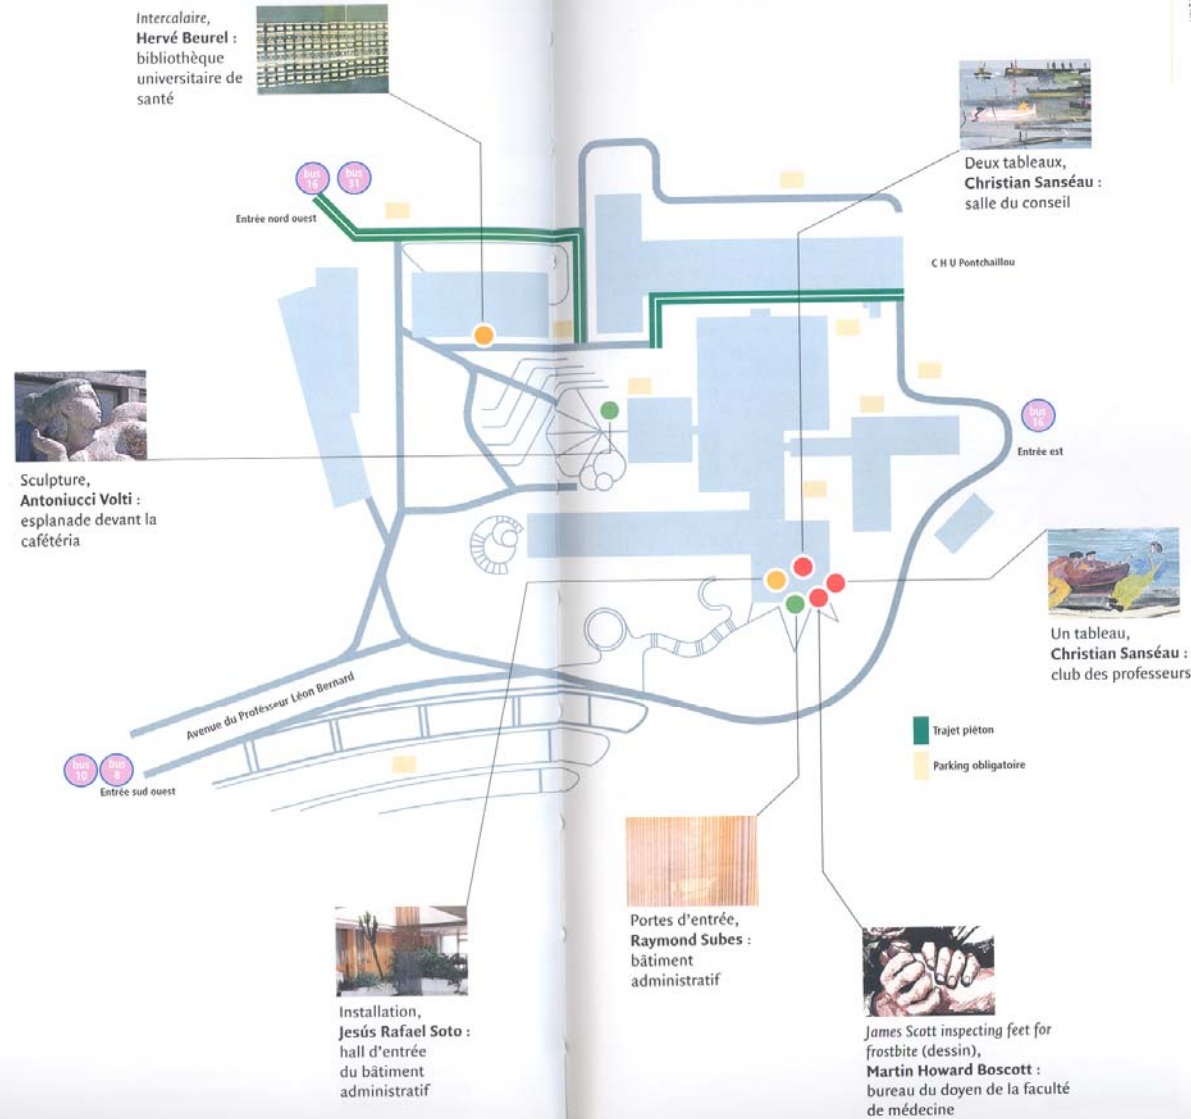 Intercalaire,
Hervé Beurel :
bibliothèque
universitaire de
santé
Deux tableaux,
Christian Sanséau :
salle du conseil
bus
16
bus
31
Entrée nord ouest
C H U Pontchaillou
bus
16
Entrée est
Sculpture,
Antoniucci Volti :
esplanade devant la
cafétéria
Un tableau,
Christian Sanséau :
club des professeurs
Avenue du Professeur Léon Bernard
bus
10
bus
8
Entrée sud ouest
Trajet piéton
Parking obligatoire
Portes d'entrée,
Raymond Subes :
bâtiment
administratif
Installation,
Jesús Rafael Soto :
hall d'entrée
du bâtiment
administratif
James Scott inspecting feet for
frostbite (dessin),
Martin Howard Boscott :
bureau du doyen de la faculté
de médecine